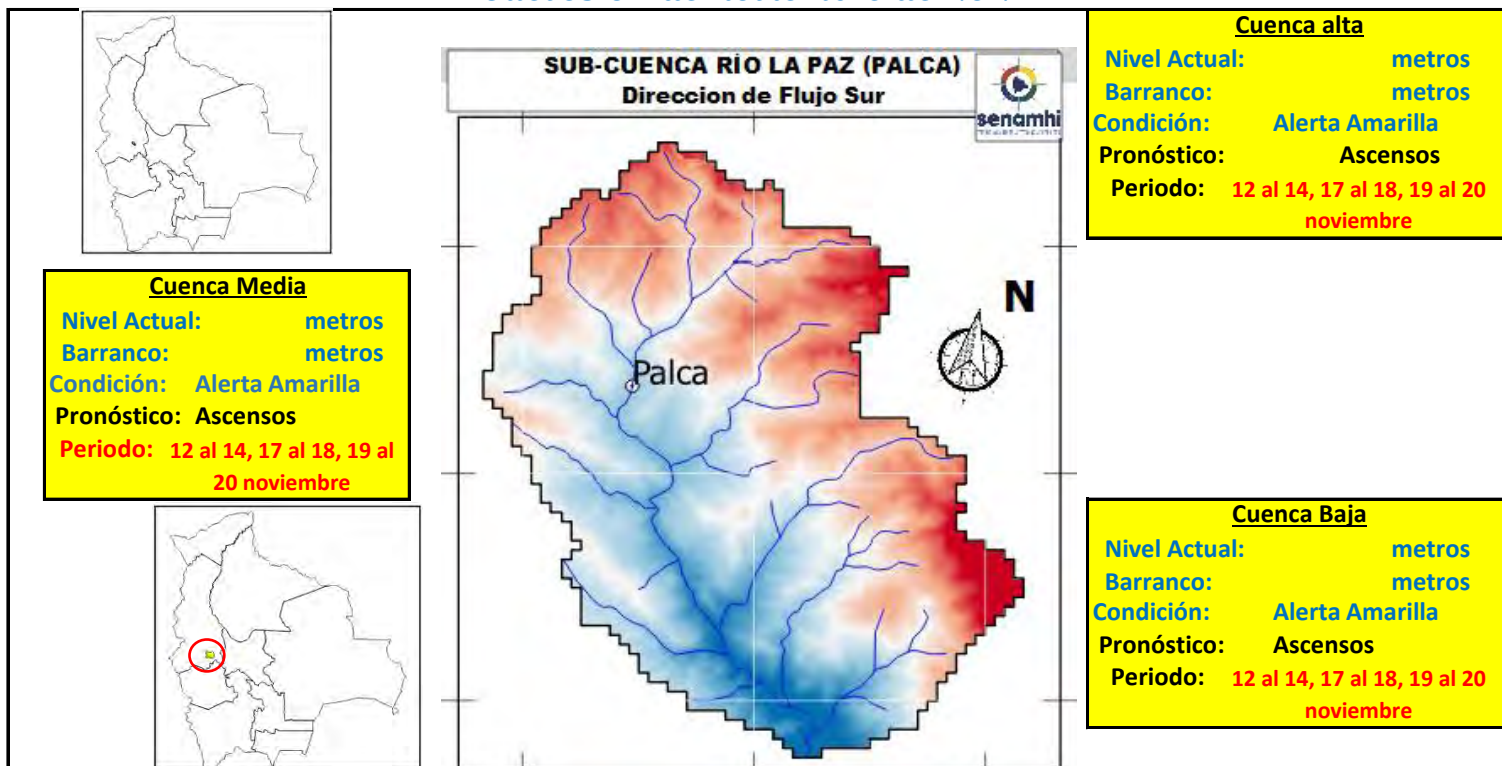 SUB-CUENCA RÍO LA PAZ (PALCA)
Direccion de Flujo Sur
senamhi
Cuenca alta
Nivel Actual: metros
Barranco: metros
Condición: Alerta Amarilla
Pronóstico: Ascensos
Periodo: 12 al 14, 17 al 18, 19 al 20
noviembre
Cuenca Media
Nivel Actual: metros
Barranco: metros
Condición: Alerta Amarilla
Pronóstico: Ascensos
Periodo: 12 al 14, 17 al 18, 19 al
20 noviembre
N
Palca
Cuenca Baja
Nivel Actual: metros
Barranco: metros
Condición: Alerta Amarilla
Pronóstico: Ascensos
Periodo: 12 al 14, 17 al 18, 19 al 20
noviembre